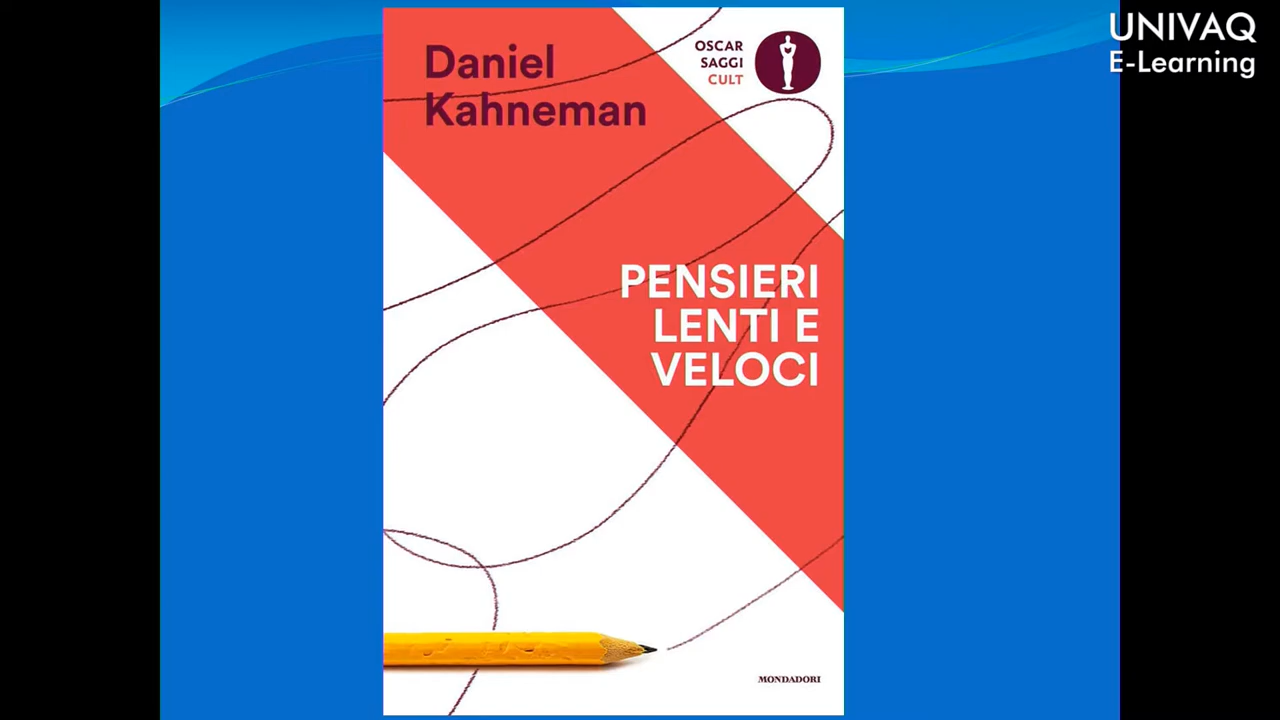 UNIVAQ
E-Learning
Daniel
Kahneman
OSCAR
SAGGI
CULT
PENSIERI
LENTI E
VELOCI
MONDADORI